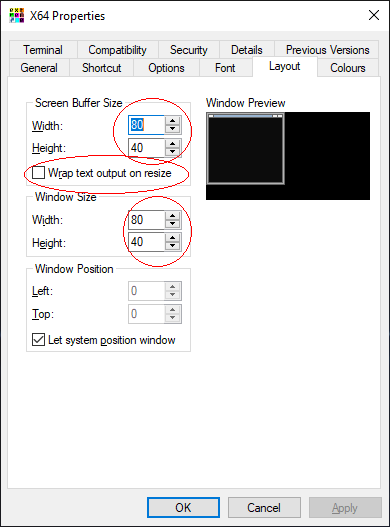 X64 Properties
Terminal Compatibility Security Details Previous Versions
General Shortcut Options Font Layout Colours
Screen Buffer Size
Width: 80
Height: 40
Wrap text output on resize
Window Size
Width: 80
Height: 40
Window Position
Left: 0
Top: 0
Let system position window
Window Preview
OK Cancel Apply